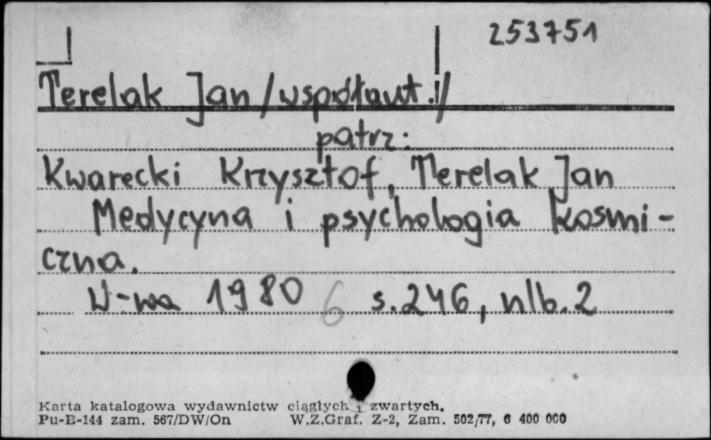 253751
Terelak Jan /współaut./
patrz:
Kwarecki Krzysztof, Terelak Jan
Medycyna i psychologia kosmi-
czna.
W-wa 1980 6 s.246, nlb.2
Karta katalogowa wydawnictw ciągłych i zwartych.
Pu-B-144 zam. 567/DW/On W.Z.Graf. Z-2, Zam. 502/77, 6 400 000